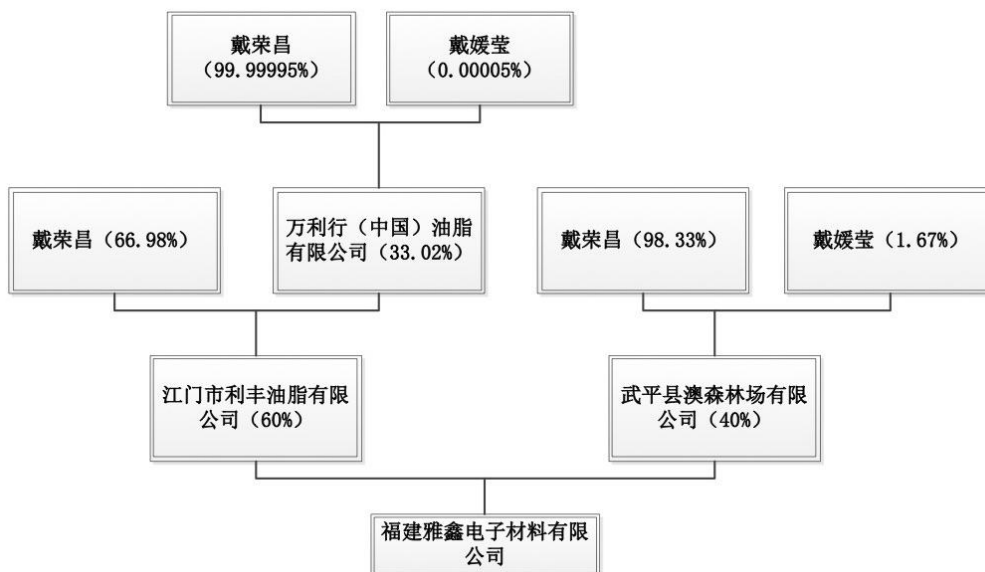 戴荣昌
（99.99995%）
戴媛莹
（0.00005%）
戴荣昌（66.98%）
万利行（中国）油脂
有限公司（33.02%）
戴荣昌（98.33%）
戴媛莹（1.67%）
江门市利丰油脂有限
公司（60%）
武平县澳森林场有限
公司（40%）
福建雅鑫电子材料有限
公司